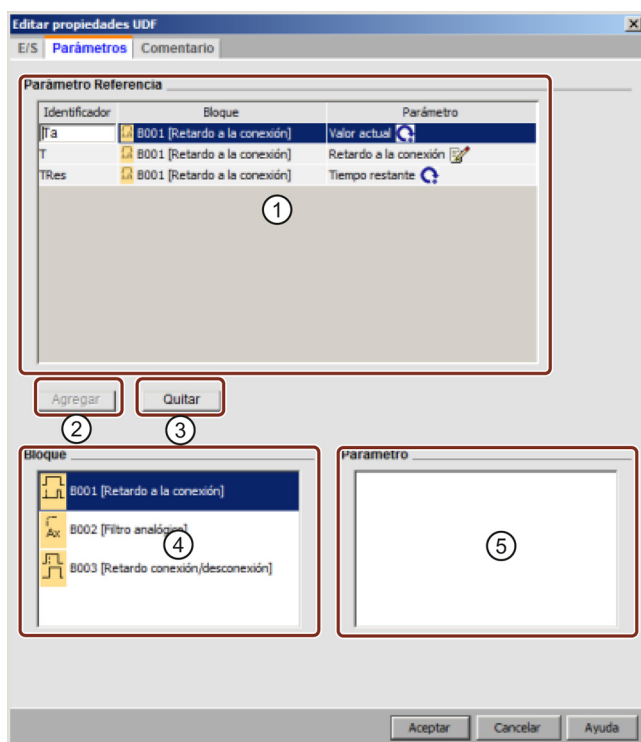 Editar propiedades UDF
E/S Parámetros Comentario
Parámetro Referencia
Identificador Bloque Parámetro
Ta B001 [Retardo a la conexión] Valor actual
T B001 [Retardo a la conexión] Retardo a la conexión
TRes B001 [Retardo a la conexión] Tiempo restante
1
Agregar Quitar
2 3
Bloque Parámetro
B001 [Retardo a la conexión]
Ax B002 [Filtro analógico]
4 5
B003 [Retardo conexión/desconexión]
Aceptar Cancelar Ayuda